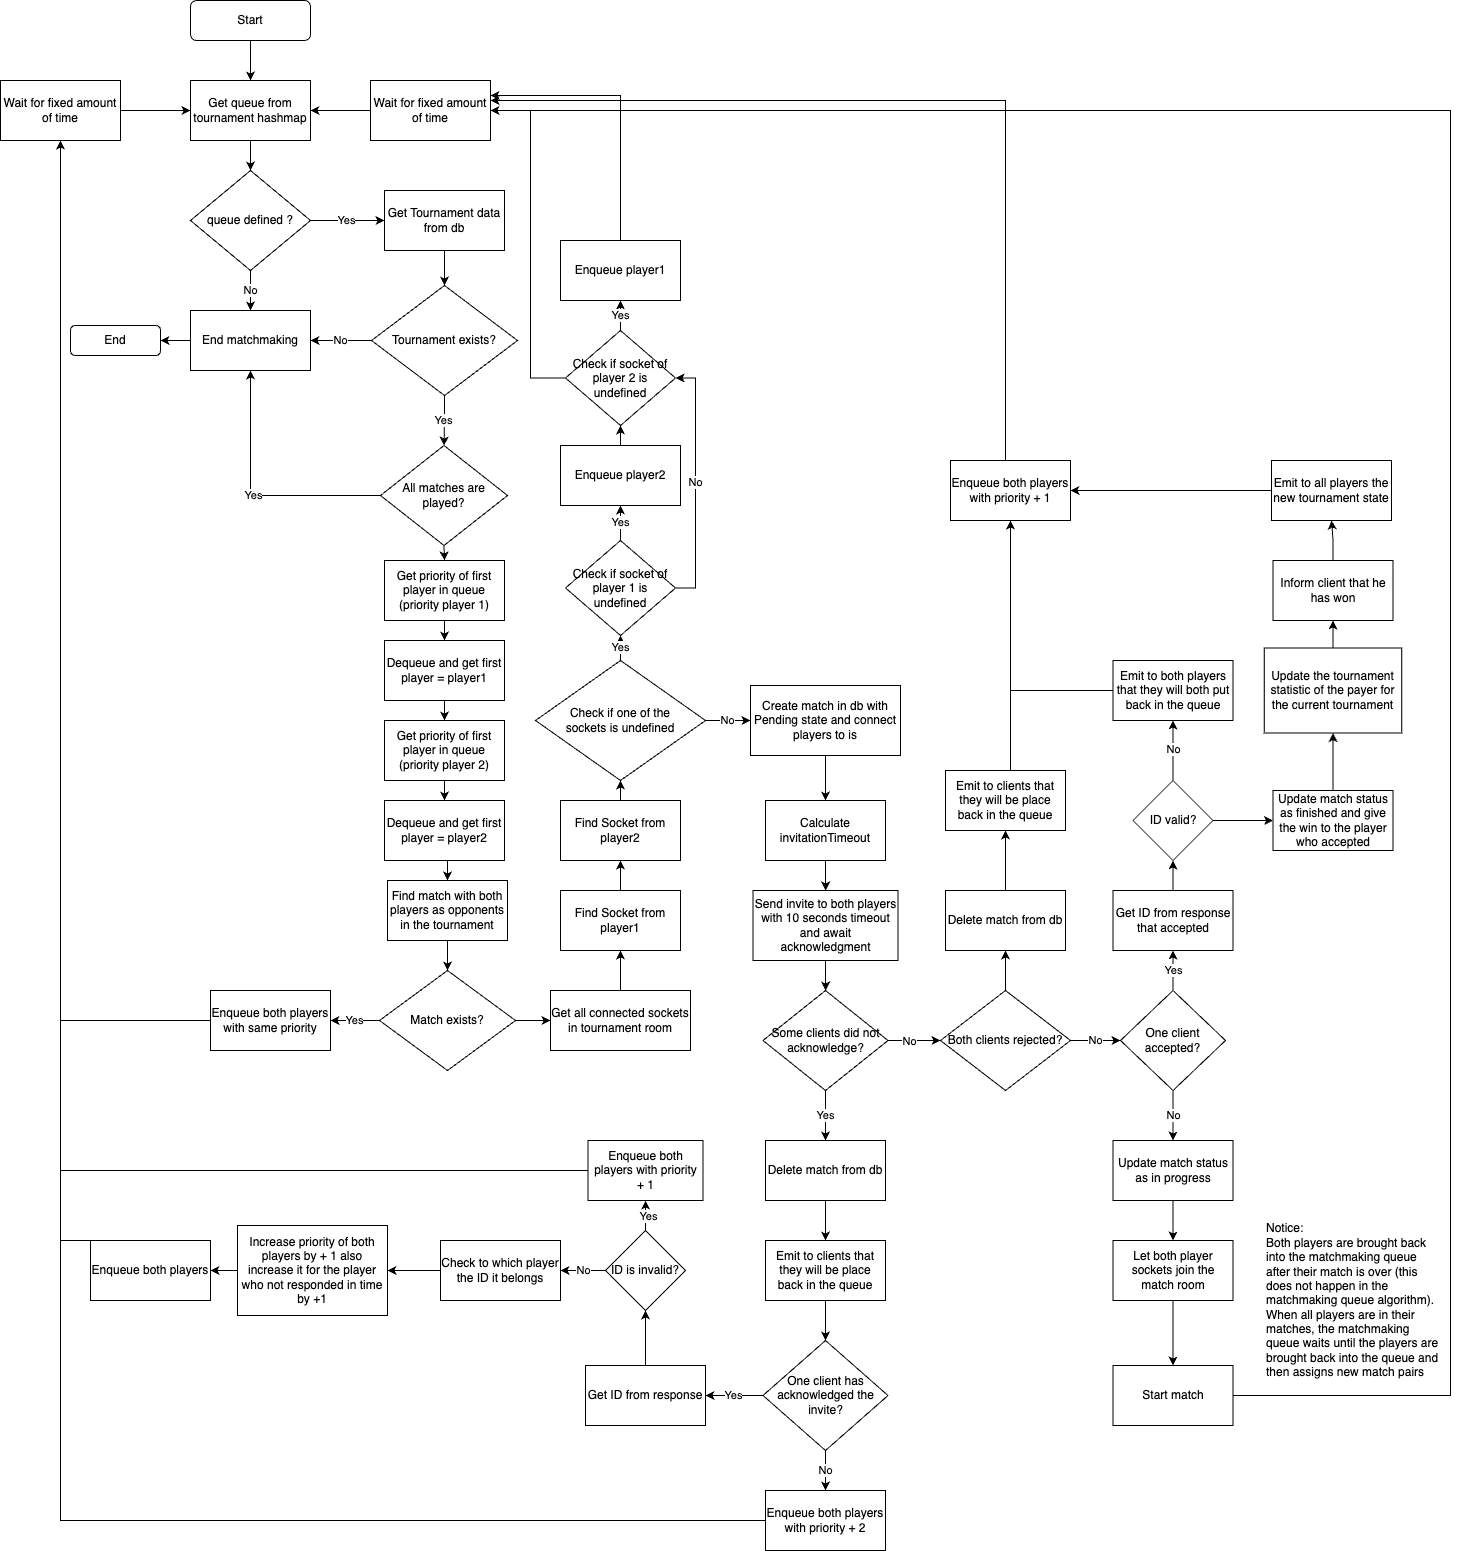 Start
Wait for fixed amount
of time
Get queue from
tournament hashmap
Wait for fixed amount
of time
queue defined ?
Yes
Get Tournament data
from db
No
End
End matchmaking
No
Tournament exists?
Yes
Yes
All matches are
played?
Get priority of first
player in queue
(priority player 1)
Dequeue and get first
player = player1
Get priority of first
player in queue
(priority player 2)
Dequeue and get first
player = player2
Find match with both
players as opponents
in the tournament
Enqueue both players
with same priority
Yes
Match exists?
Get all connected sockets
in tournament room
Find Socket from
player1
Find Socket from
player2
Check if one of the
sockets is undefined
Yes
Check if socket of
player 1 is
undefined
Yes
No
Enqueue player2
Check if socket of
player 2 is
undefined
Yes
Enqueue player1
No
Create match in db with
Pending state and connect
players to is
Calculate
invitationTimeout
Send invite to both players
with 10 seconds timeout
and await
acknowledgment
Some clients did not
acknowledge?
No
Both clients rejected?
No
One client
accepted?
Delete match from db
Emit to clients that
they will be place
back in the queue
Enqueue both players
with priority + 1
Yes
Get ID from response
that accepted
ID valid?
No
Emit to both players
that they will both put
back in the queue
Update match status
as finished and give
the win to the player
who accepted
Update the tournament
statistic of the payer for
the current tournament
Inform client that he
has won
Emit to all players the
new tournament state
No
Update match status
as in progress
Let both player
sockets join the
match room
Start match
Notice:
Both players are brought back
into the matchmaking queue
after their match is over (this
does not happen in the
matchmaking queue algorithm).
When all players are in their
matches, the matchmaking
queue waits until the players are
brought back into the queue and
then assigns new match pairs
Yes
Delete match from db
Emit to clients that
they will be place
back in the queue
One client has
acknowledged the
invite?
Yes
Get ID from response
ID is invalid?
Yes
Enqueue both
players with priority
+ 1
No
Check to which player
the ID it belongs
Increase priority of both
players by + 1 also
increase it for the player
who not responded in time
by +1
Enqueue both players
No
Enqueue both players
with priority + 2